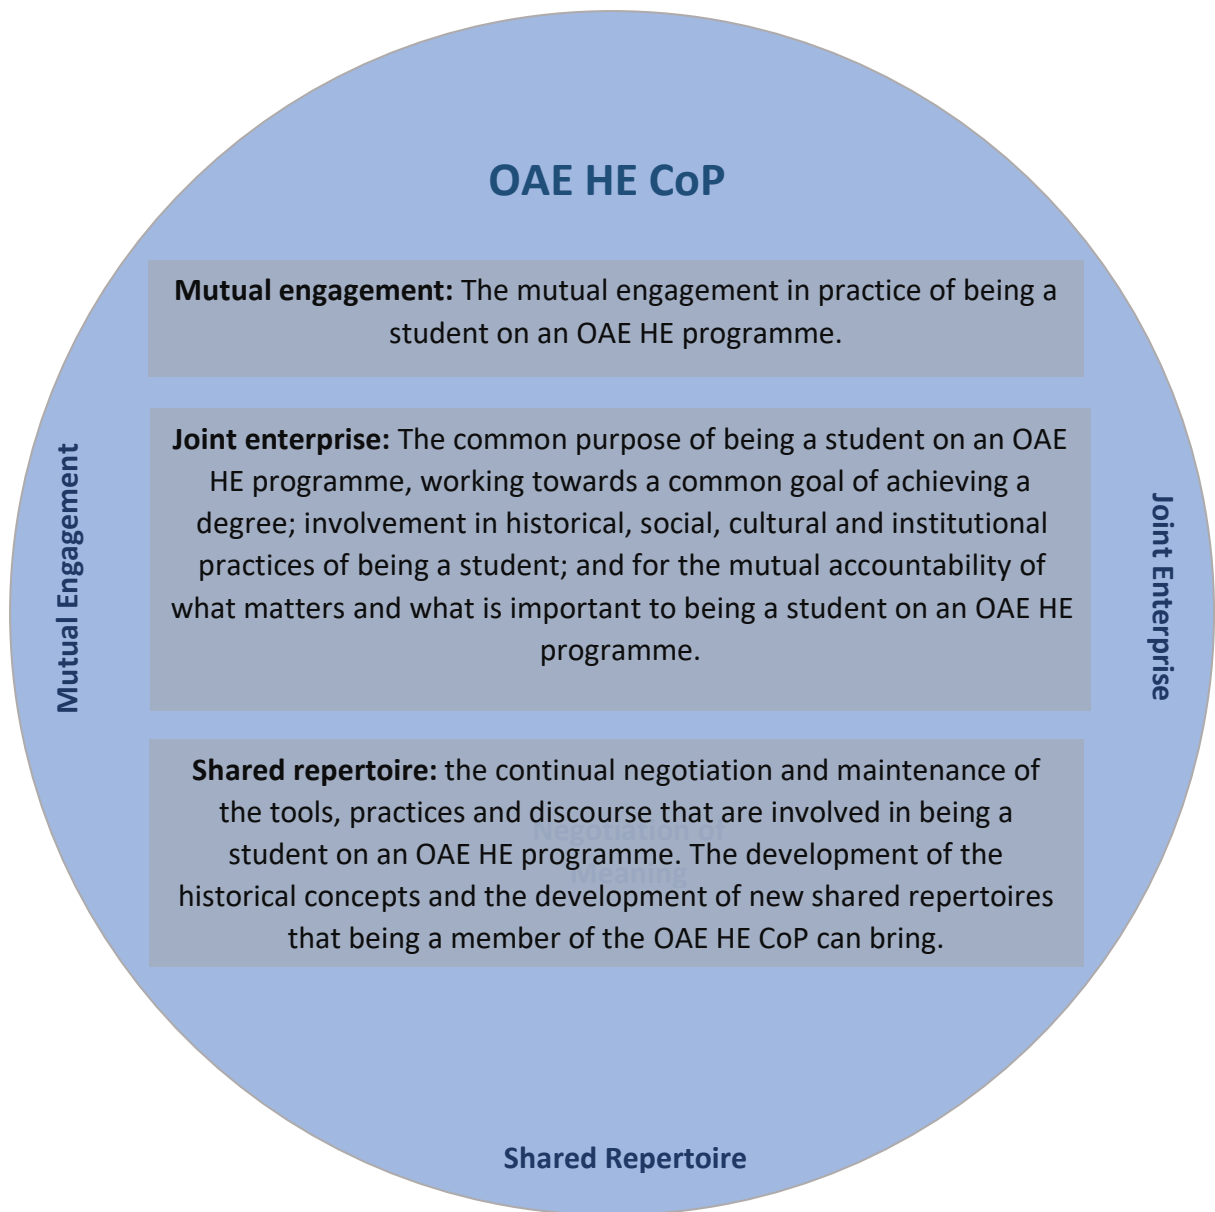 OAE HE CoP
Mutual engagement: The mutual engagement in practice of being a
student on an OAE HE programme.
Joint enterprise: The common purpose of being a student on an OAE
HE programme, working towards a common goal of achieving a
degree; involvement in historical, social, cultural and institutional
practices of being a student; and for the mutual accountability of
what matters and what is important to being a student on an OAE HE
programme.
Mutual Engagement
Joint Enterprise
Shared repertoire: the continual negotiation and maintenance of
the tools, practices and discourse that are involved in being a
Negotiation of
student on an OAE HE programme. The development of the
Meaning
historical concepts and the development of new shared repertoires
that being a member of the OAE HE CoP can bring.
Shared Repertoire